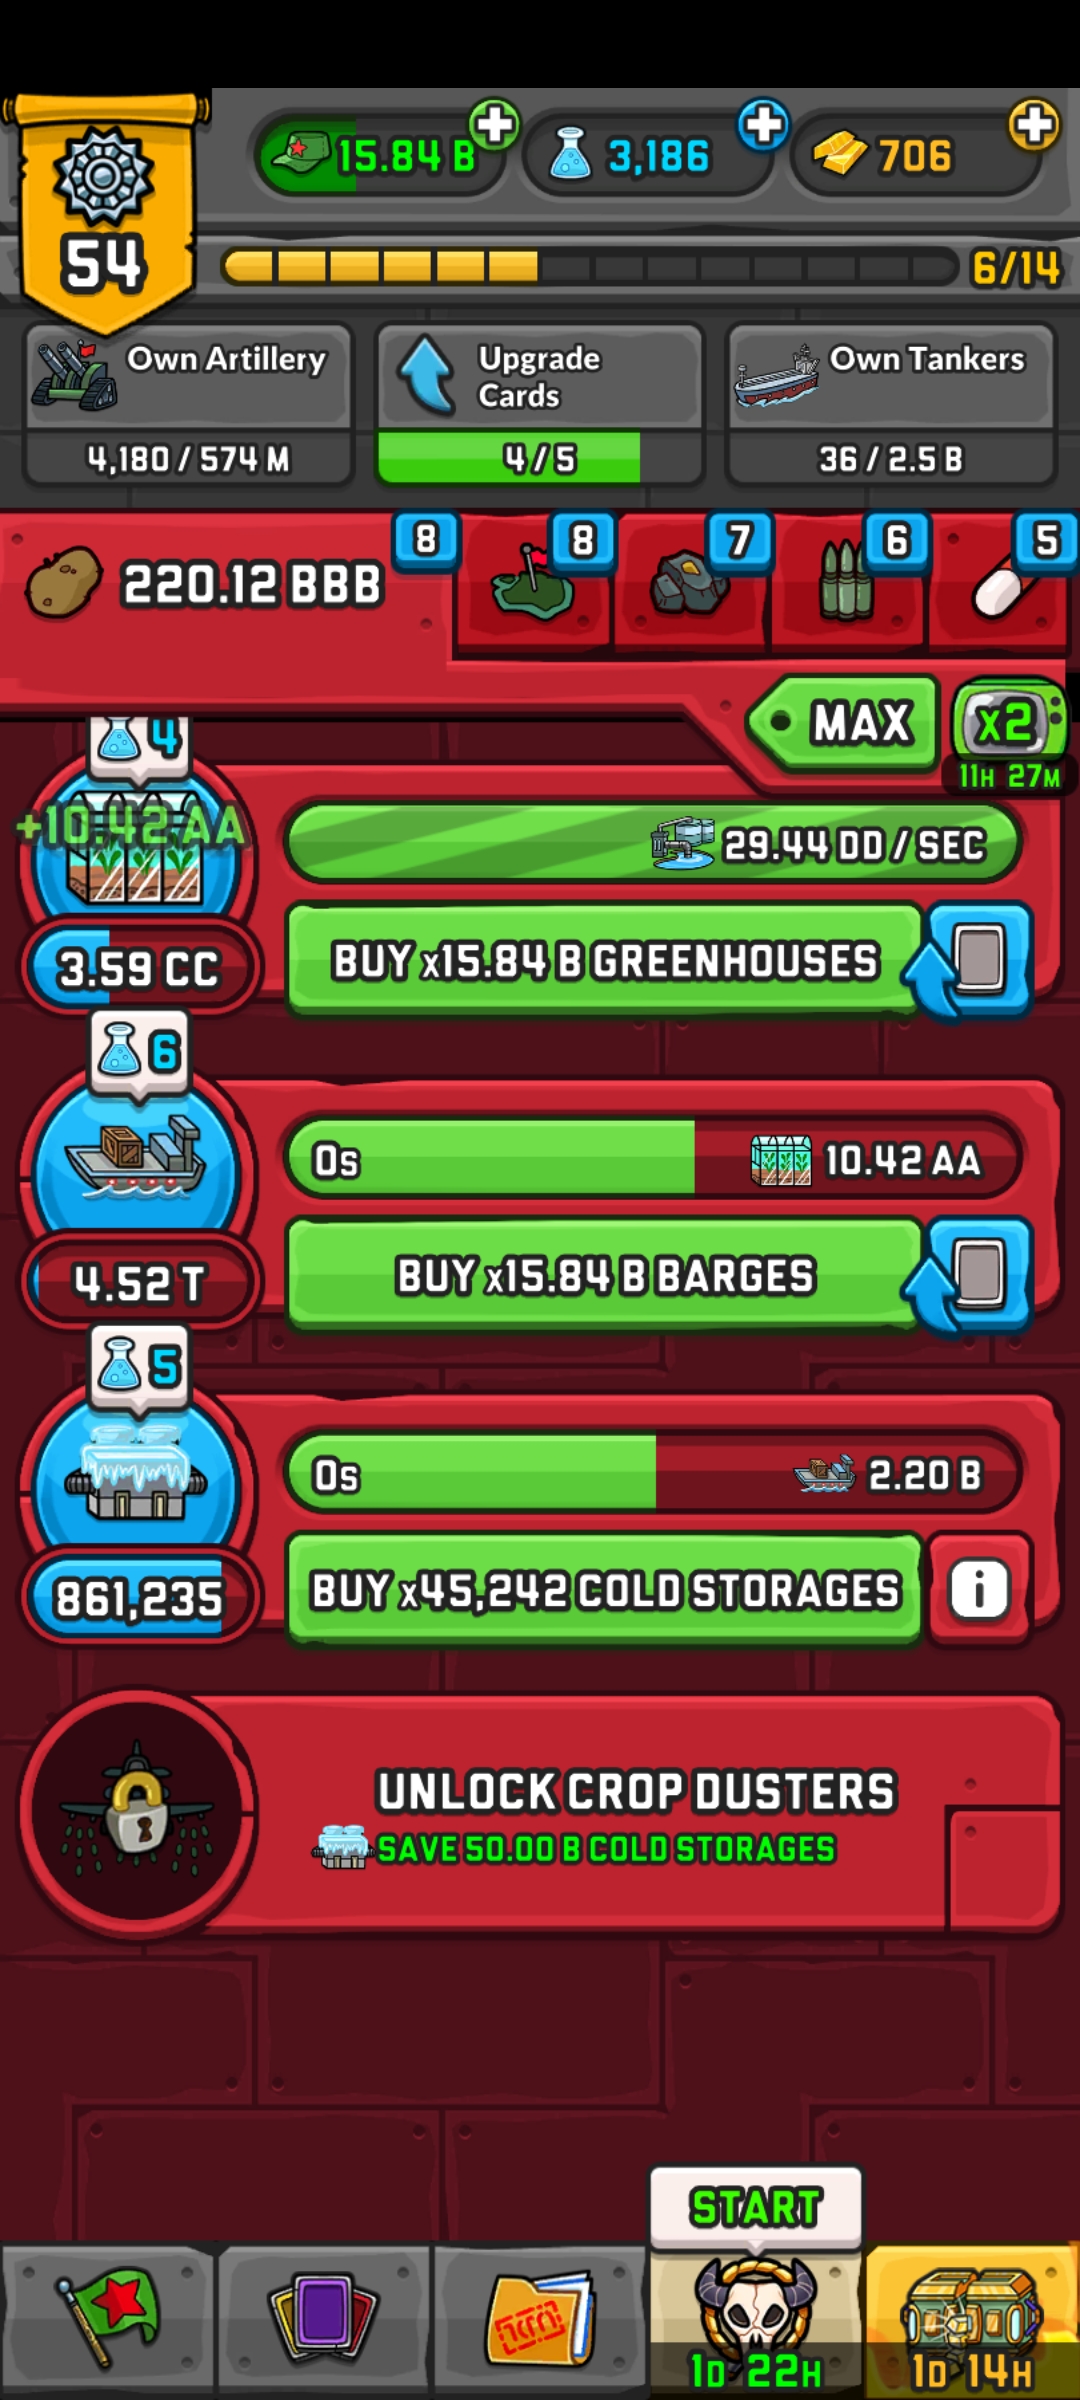 15.84 B
3,186
706
54
6/14
Own Artillery
4,180 / 574 M
Upgrade
Cards
4 / 5
Own Tankers
36 / 2.5 B
220.12 BBB
8
8
7
6
5
MAX
x2
11H 27M
4
+10.42 AA
29.44 DD / SEC
3.59 CC
BUY x15.84 B GREENHOUSES
6
0s
10.42 AA
4.52 T
BUY x15.84 B BARGES
5
0s
2.20 B
861,235
BUY x45,242 COLD STORAGES
i
UNLOCK CROP DUSTERS
SAVE 50.00 B COLD STORAGES
START
1D 22H
1D 14H